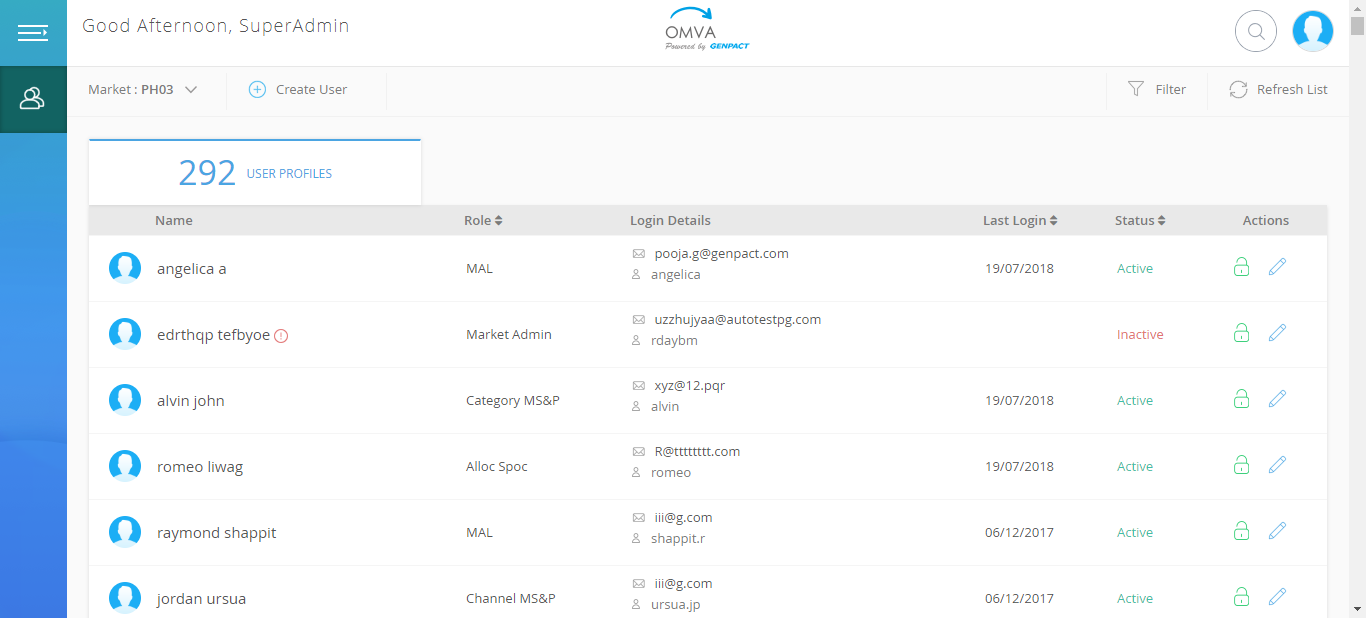 Good Afternoon, SuperAdmin
OMVA
Powered by GENPACT
Market : PH03 Create User Filter Refresh List
292 USER PROFILES
Name Role Login Details Last Login Status Actions
angelica a MAL pooja.g@genpact.com angelica 19/07/2018 Active
edrthqp tefbyoe Market Admin uzzhujyaa@autotestpg.com rdaybm Inactive
alvin john Category MS&P xyz@12.pqr alvin 19/07/2018 Active
romeo liwag Alloc Spoc R@tttttttt.com romeo 19/07/2018 Active
raymond shappit MAL iii@g.com shappit.r 06/12/2017 Active
jordan ursua Channel MS&P iii@g.com ursua.jp 06/12/2017 Active